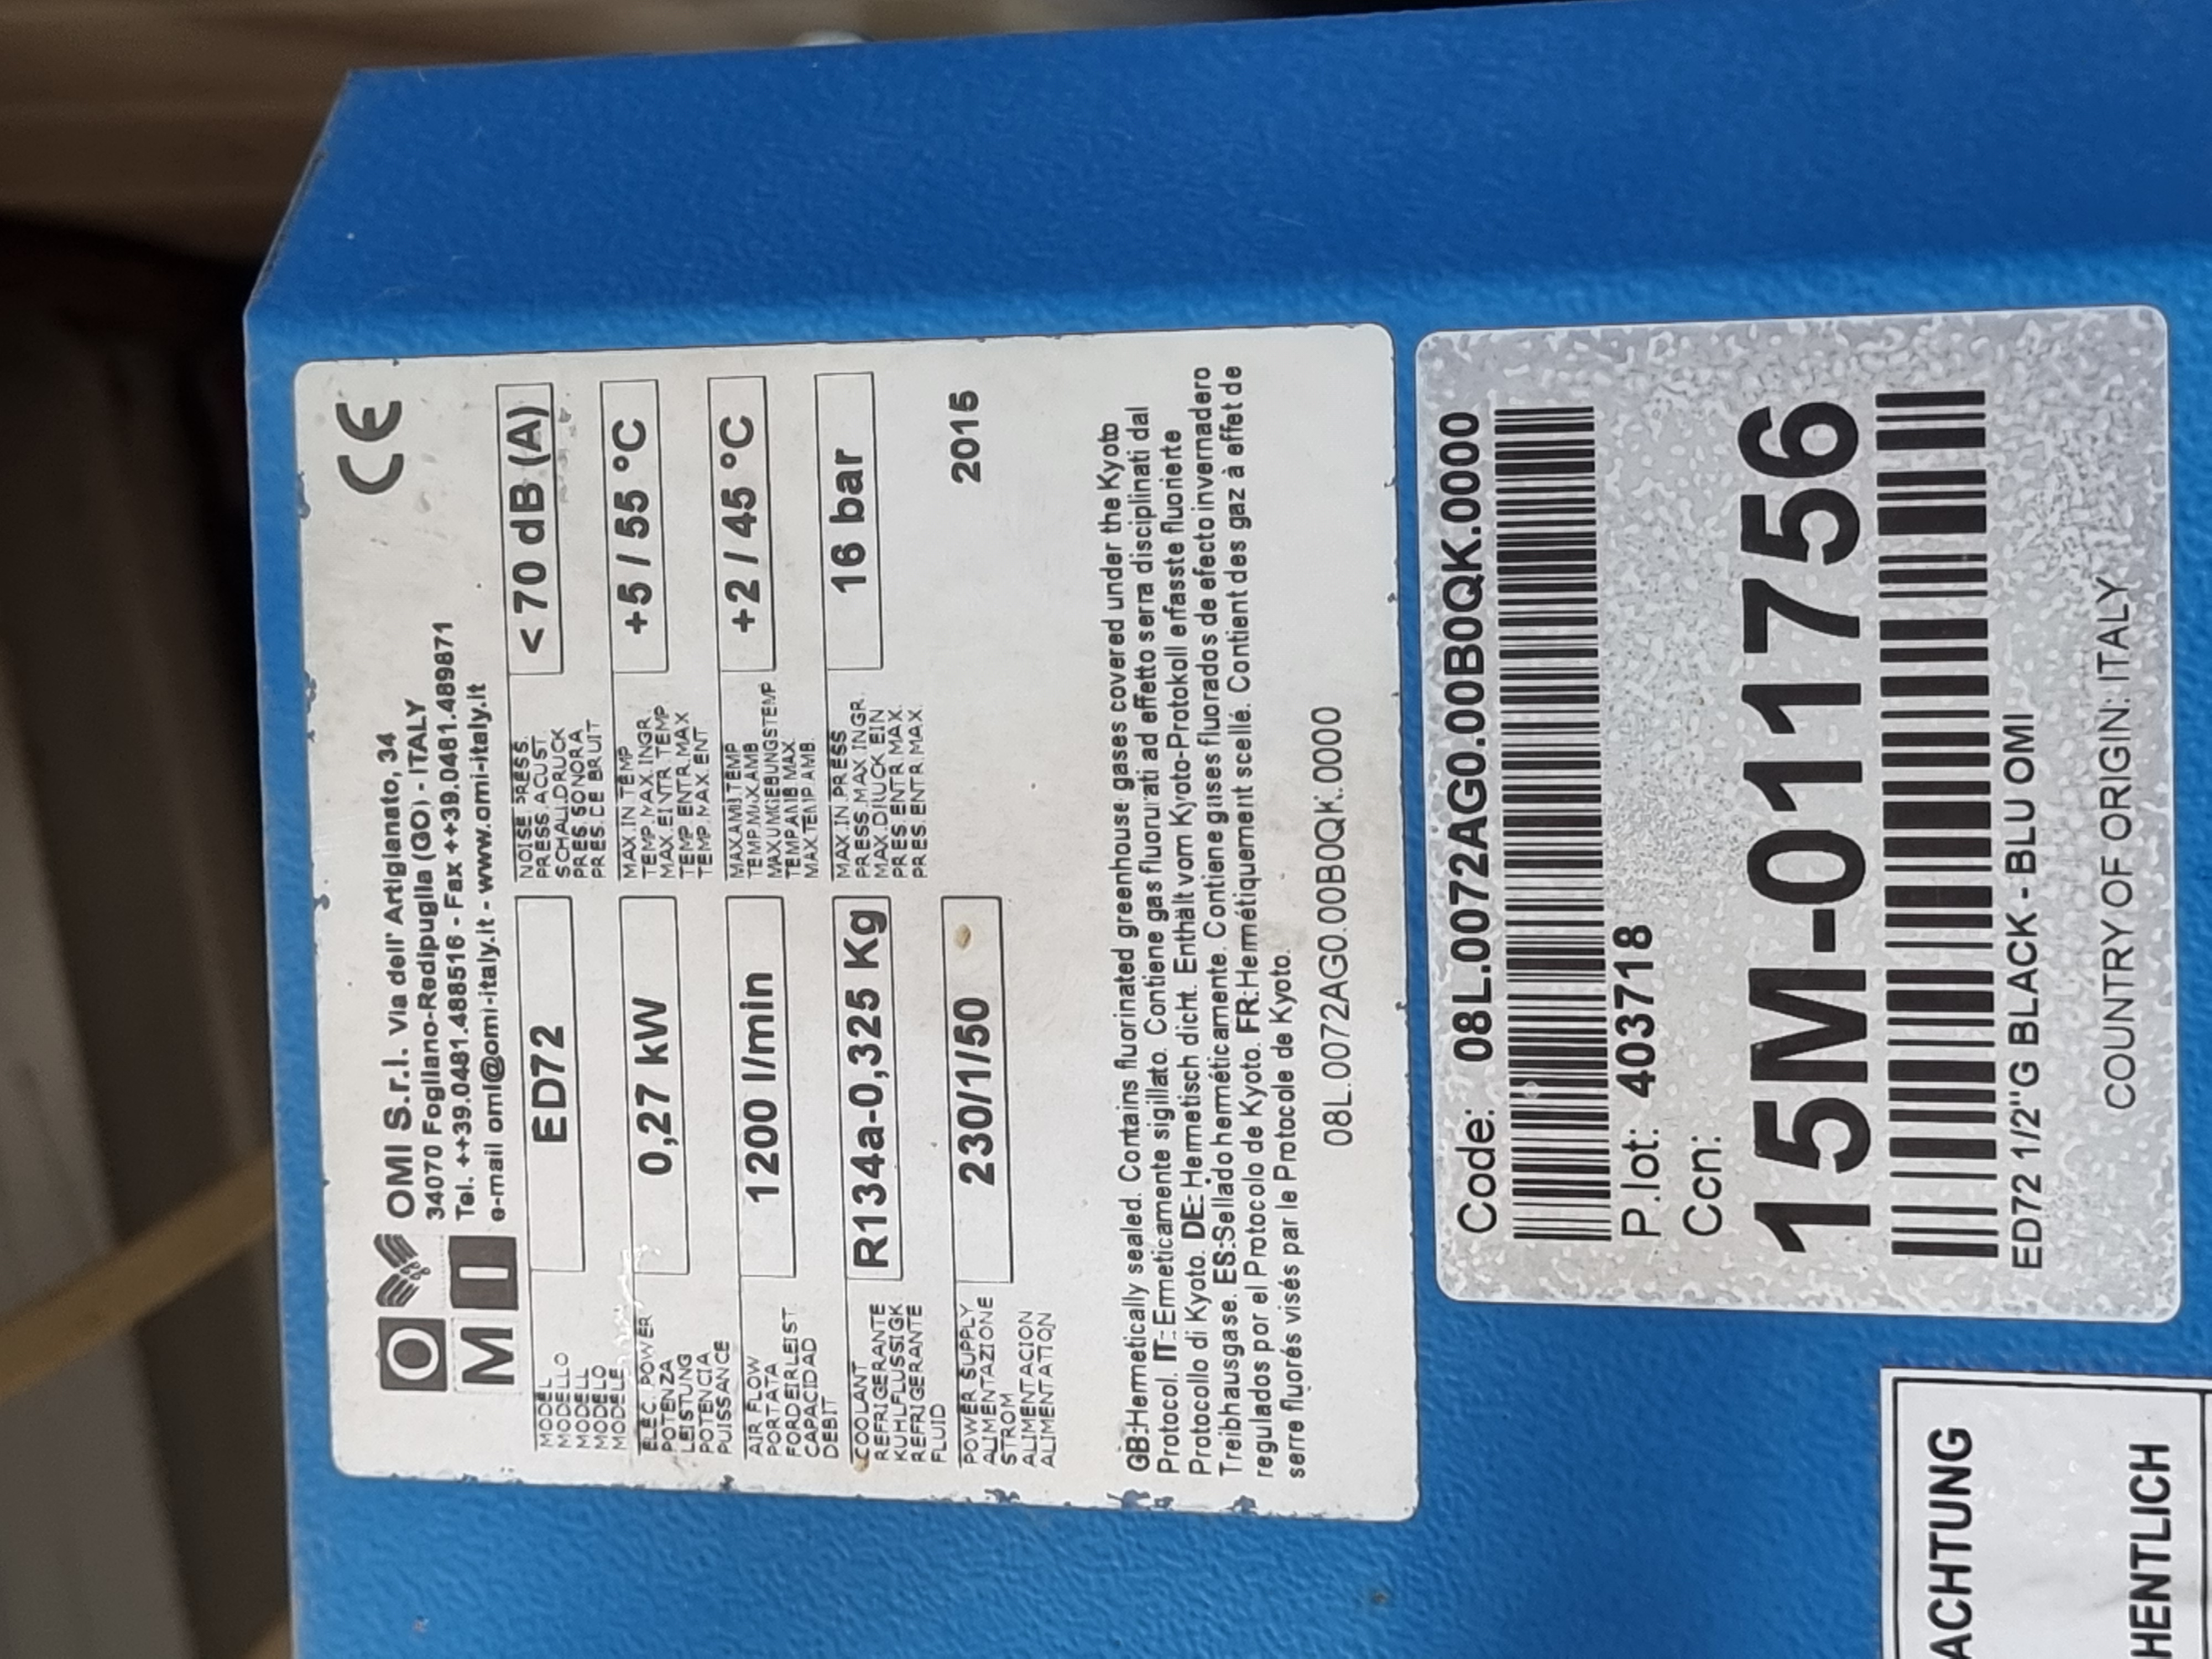 OMI
OMI S.r.l. Via dell' Artigianato, 34
34070 Fogliano-Redipuglia (GO) - ITALY
Tel. ++39.0481.488516 - Fax ++39.0481.489871
e-mail omi@omi-italy.it - www.omi-italy.it
CE
MODEL
MODELLO
MODELL
MODELO
MODELE
ED72
NOISE PRES.
PRESS.ACUST
SCHALLDRUCK
PRES.SONORA
PRES.CE BRUIT
< 70 dB (A)
ELEC. POWER
POTENZA
LEISTUNG
POTENCIA
PUISSANCE
0,27 kW
MAX.IN TEMP
TEMP.MAX.INGR
MAX.EINTR.TEMP
TEMP.ENTR.MAX
TEMP.MAX.ENT
+5 / 55 °C
AIR FLOW
PORTATA
FORDEIRLEIST
CAPACIDAD
DEBIT
1200 l/min
MAX.AMB.TEMP
TEMP.MAX.AMB
MAX.UMGEBUNGSTEMP
TEMP.AMB.MAX
MAX.TEMP.AMB.
+2 / 45 °C
COOLANT
REFRIGERANTE
KUHLFLUSSIGK
REFRIGERANTE
FLUID
R134a-0,325 Kg
MAX.IN.PRESS
PRESS.MAX.INGR.
MAX.DRUCK EIN
PRES.ENTR.MAX.
PRES.ENTR.MAX.
16 bar
POWER SUPPLY
ALIMENTAZIONE
STROM
ALIMENTACION
ALIMENTATION
230/1/50
2015
GB:Hermetically sealed. Contains fluorinated greenhouse gases covered under the Kyoto
Protocol. IT:Ermeticamente sigillato. Contiene gas fluorurati ad effetto serra disciplinati dal
Protocollo di Kyoto. DE:Hermetisch dicht. Enthält vom Kyoto-Protokoll erfasste fluorierte
Treibhausgase. ES:Sellado herméticamente. Contiene gases fluorados de efecto invernadero
regulados por el Protocolo de Kyoto. FR:Hermétiquement scellé. Contient des gaz à effet de
serre fluorés visés par le Protocole de Kyoto.
08L.0072AG0.00B0QK.0000
Code: 08L.0072AG0.00B0QK.0000
P.lot: 403718
Ccn:
15M-011756
ED72 1/2"G BLACK - BLU OMI
COUNTRY OF ORIGIN: ITALY
ACHTUNG
HENTLICH